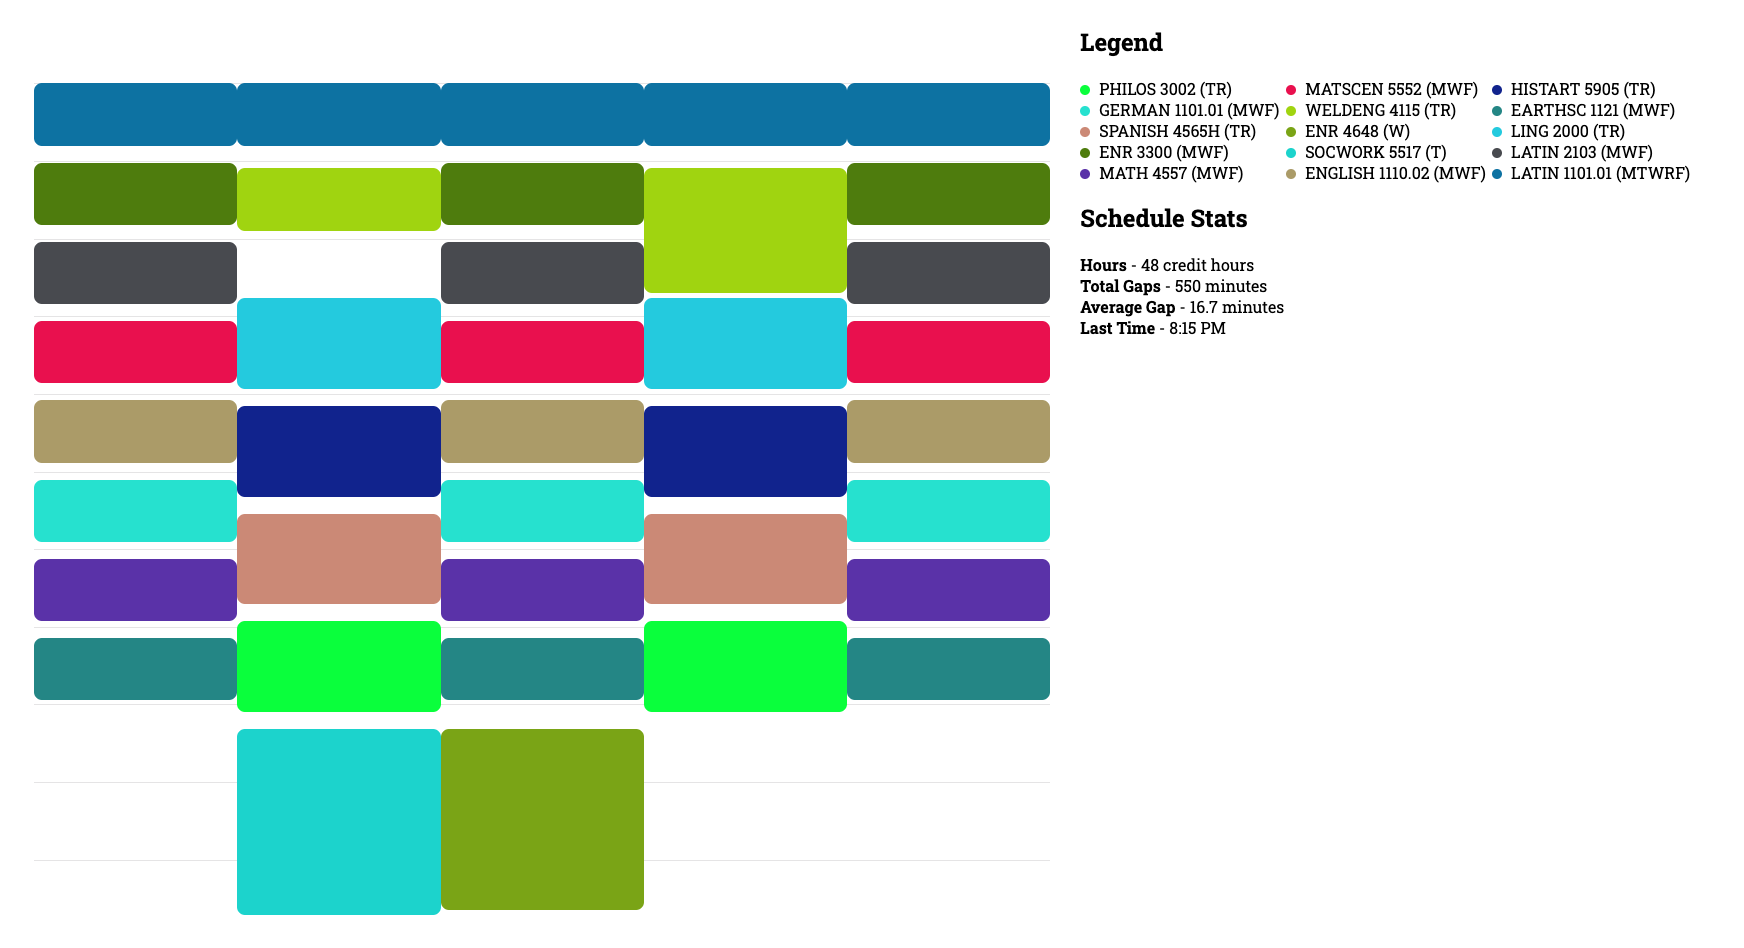 Legend
PHILOS 3002 (TR)
GERMAN 1101.01 (MWF)
SPANISH 4565H (TR)
ENR 3300 (MWF)
MATH 4557 (MWF)
MATSCEN 5552 (MWF)
WELDENG 4115 (TR)
ENR 4648 (W)
SOCWORK 5517 (T)
ENGLISH 1110.02 (MWF)
HISTART 5905 (TR)
EARTHSC 1121 (MWF)
LING 2000 (TR)
LATIN 2103 (MWF)
LATIN 1101.01 (MTWRF)
Schedule Stats
Hours - 48 credit hours
Total Gaps - 550 minutes
Average Gap - 16.7 minutes
Last Time - 8:15 PM